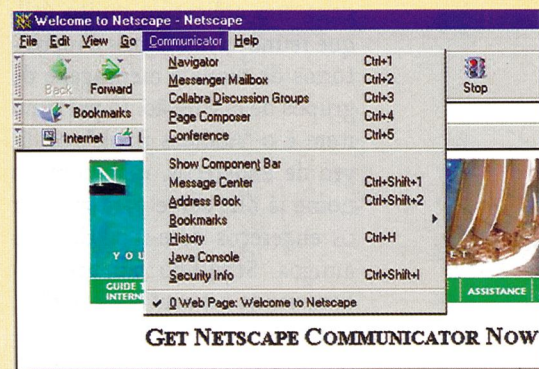 Welcome to Netscape - Netscape
File Edit View Go Communicator Help
Back Forward Stop
Bookmarks
Internet
Navigator Ctrl+1
Messenger Mailbox Ctrl+2
Collabra Discussion Groups Ctrl+3
Page Composer Ctrl+4
Conference Ctrl+5
Show Component Bar
Message Center Ctrl+Shift+1
Address Book Ctrl+Shift+2
Bookmarks
History Ctrl+H
Java Console
Security Info Ctrl+Shift+I
0 Web Page: Welcome to Netscape
N
YOU
GUIDE T
INTERN
ASSISTANCE
GET NETSCAPE COMMUNICATOR NOW